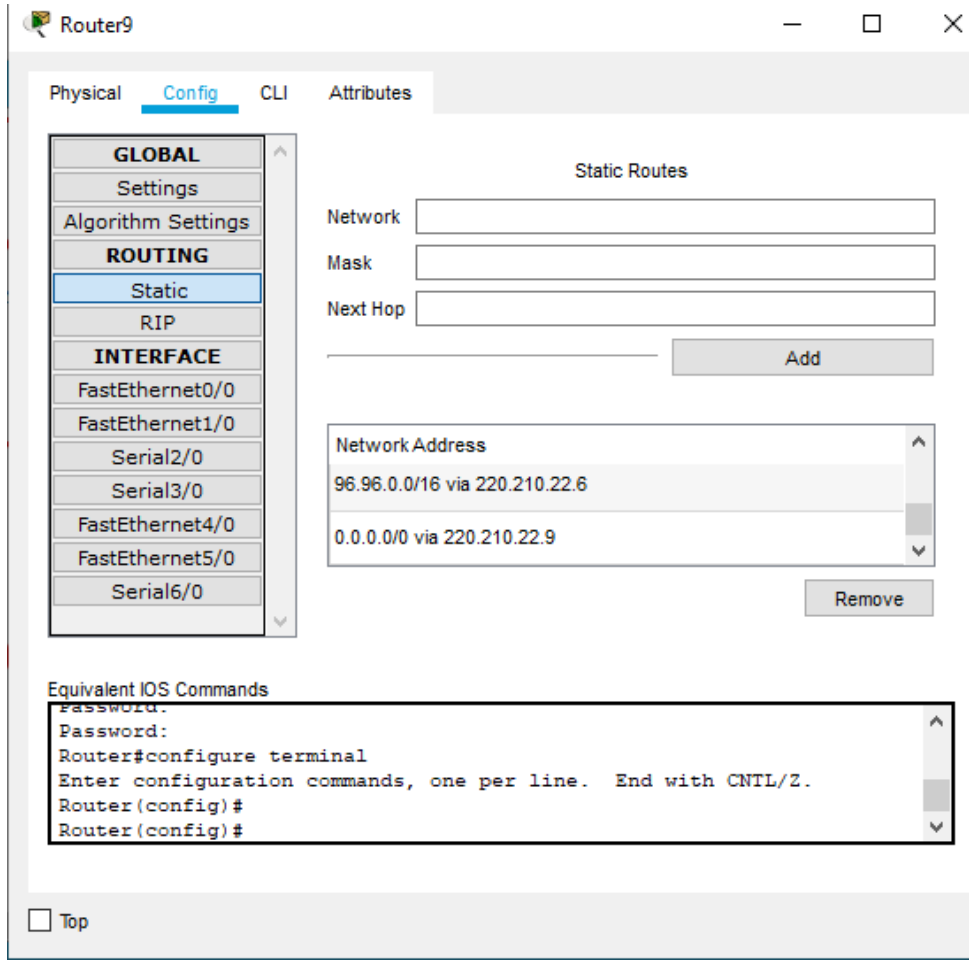 Router9
Physical Config CLI Attributes
GLOBAL
Settings
Algorithm Settings
ROUTING
Static
RIP
INTERFACE
FastEthernet0/0
FastEthernet1/0
Serial2/0
Serial3/0
FastEthernet4/0
FastEthernet5/0
Serial6/0
Static Routes
Network
Mask
Next Hop
Add
Network Address
96.96.0.0/16 via 220.210.22.6
0.0.0.0/0 via 220.210.22.9
Remove
Equivalent IOS Commands
Password:
Password:
Router#configure terminal
Enter configuration commands, one per line. End with CNTL/Z.
Router(config)#
Router(config)#
Top